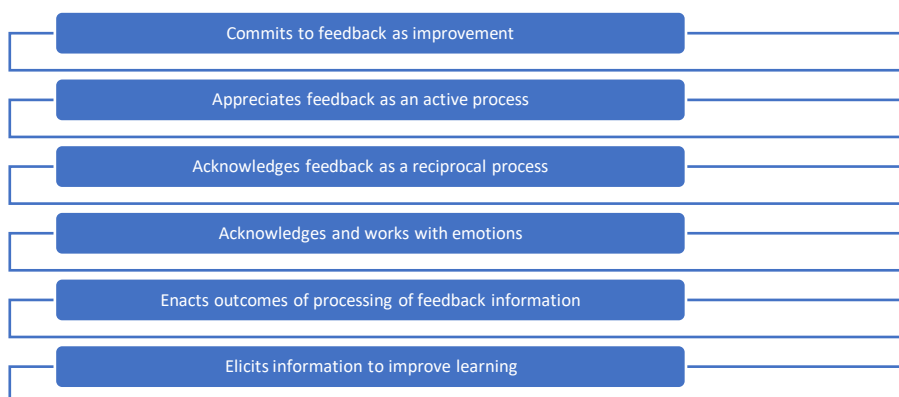 Commits to feedback as improvement
Appreciates feedback as an active process
Acknowledges feedback as a reciprocal process
Acknowledges and works with emotions
Enacts outcomes of processing of feedback information
Elicits information to improve learning